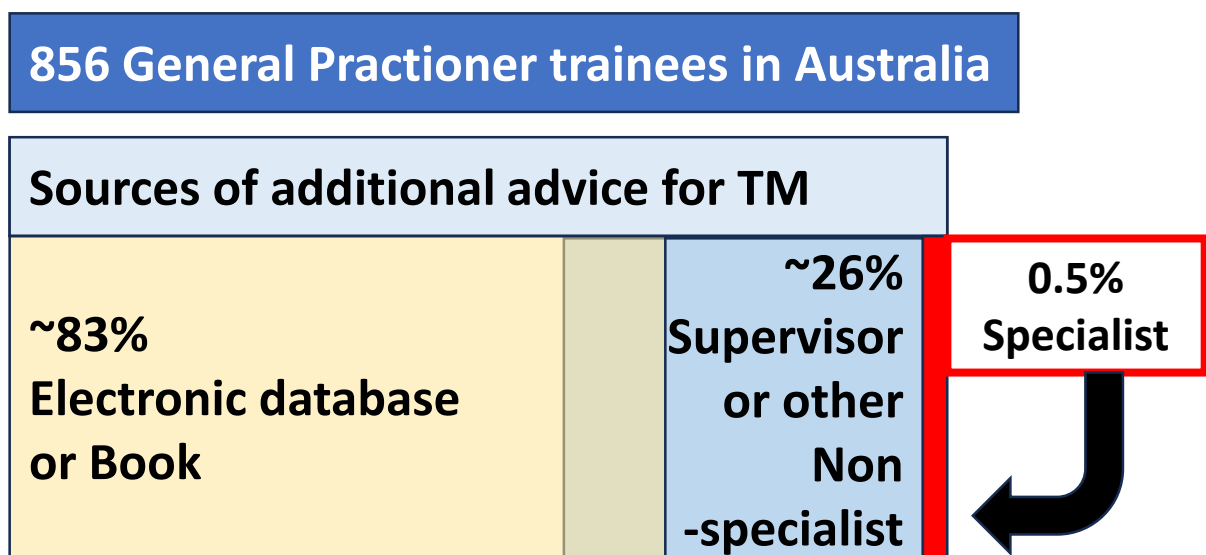 856 General Practioner trainees in Australia
Sources of additional advice for TM
~83%
Electronic database
or Book
~26%
Supervisor
or other
Non
-specialist
0.5%
Specialist